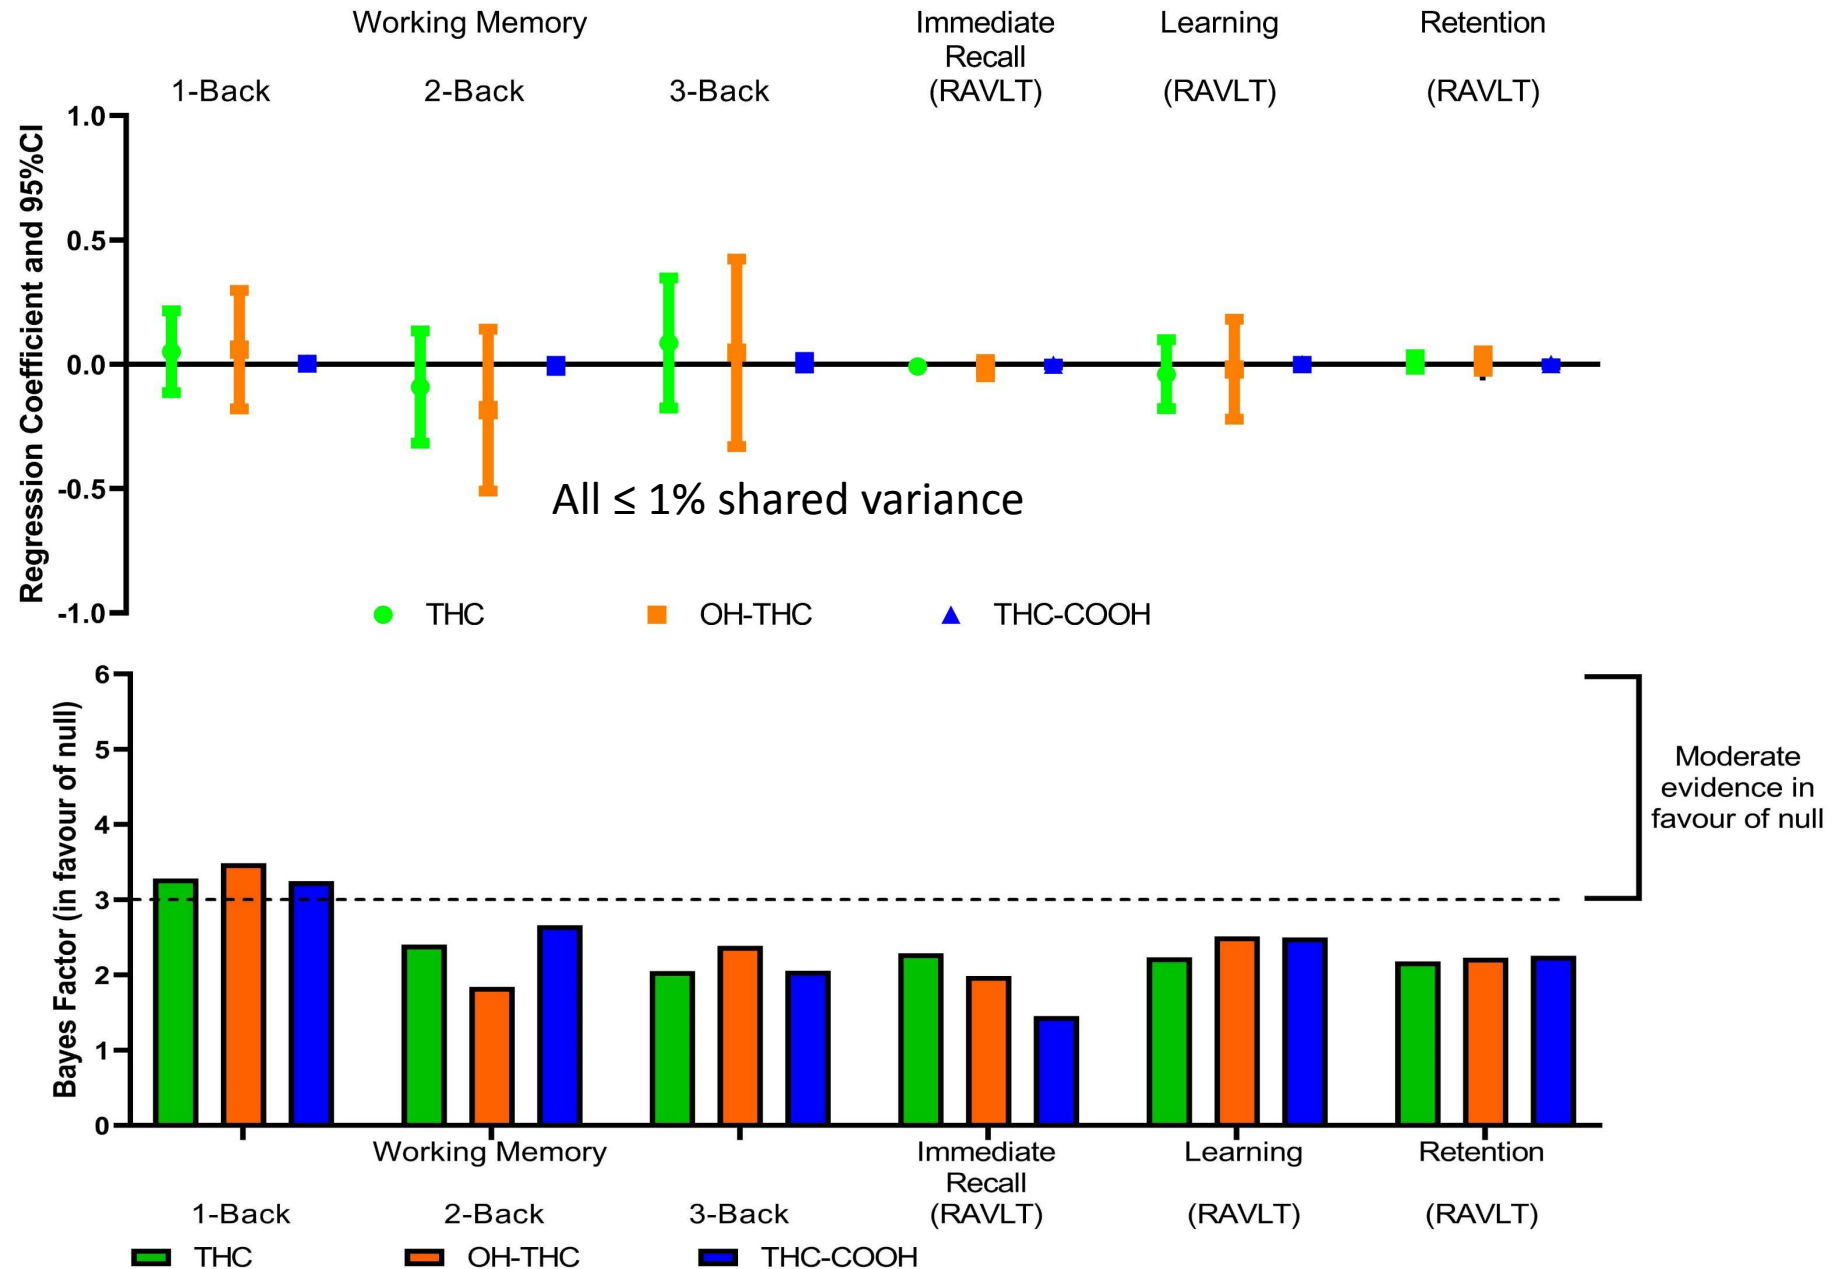 Working Memory
Immediate
Recall
(RAVLT)
Learning
(RAVLT)
Retention
(RAVLT)
1-Back
2-Back
3-Back
Regression Coefficient and 95%CI
1.0
0.5
0.0
-0.5
-1.0
All ≤ 1% shared variance
THC
OH-THC
THC-COOH
Bayes Factor (in favour of null)
6
5
4
3
2
1
0
Moderate
evidence in
favour of null
Working Memory
Immediate
Recall
(RAVLT)
Learning
(RAVLT)
Retention
(RAVLT)
1-Back
2-Back
3-Back
THC
OH-THC
THC-COOH